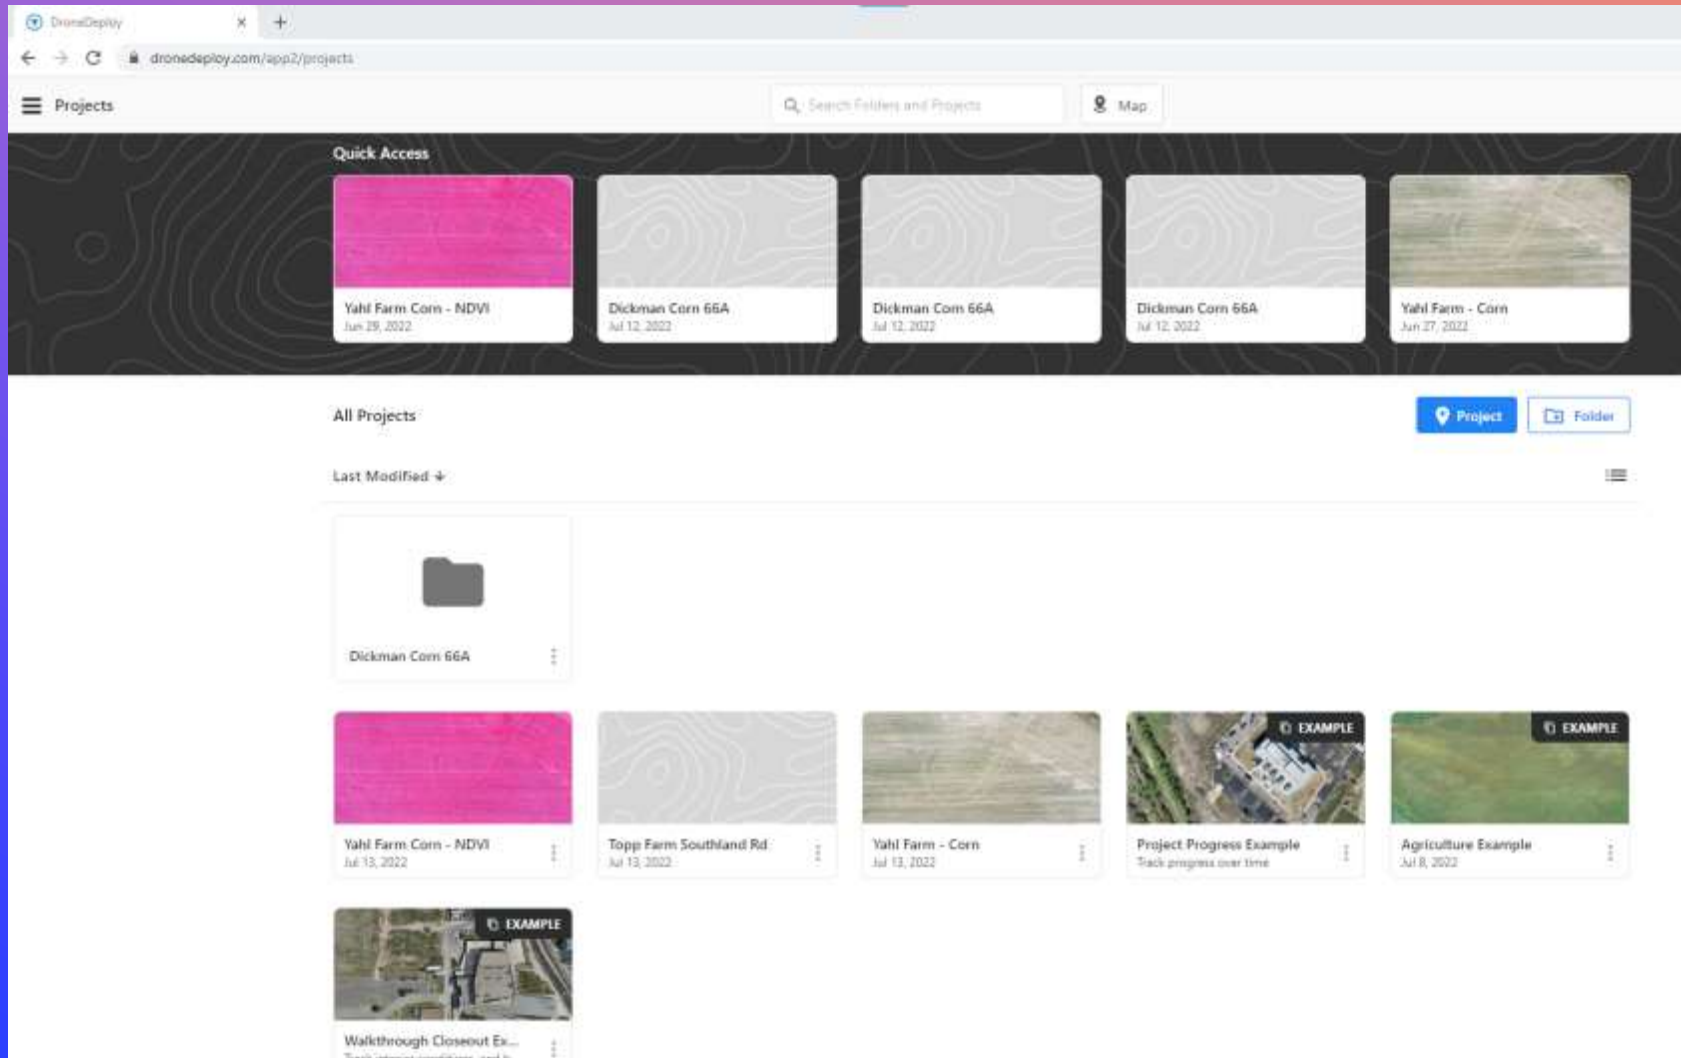 DroneDeploy
dronedeploy.com/app2/projects
Projects
Search Folders and Projects
Map
Quick Access
Yahl Farm Corn - NDVI
Jun 29, 2022
Dickman Corn 66A
Jul 12, 2022
Dickman Corn 66A
Jul 12, 2022
Dickman Corn 66A
Jul 12, 2022
Yahl Farm - Corn
Jun 27, 2022
All Projects
Project
Folder
Last Modified
Dickman Corn 66A
Yahl Farm Corn - NDVI
Jul 13, 2022
Topp Farm Southland Rd
Jul 13, 2022
Yahl Farm - Corn
Jul 13, 2022
EXAMPLE
Project Progress Example
Track progress over time
EXAMPLE
Agriculture Example
Jul 8, 2022
EXAMPLE
Walkthrough Closeout Ex...